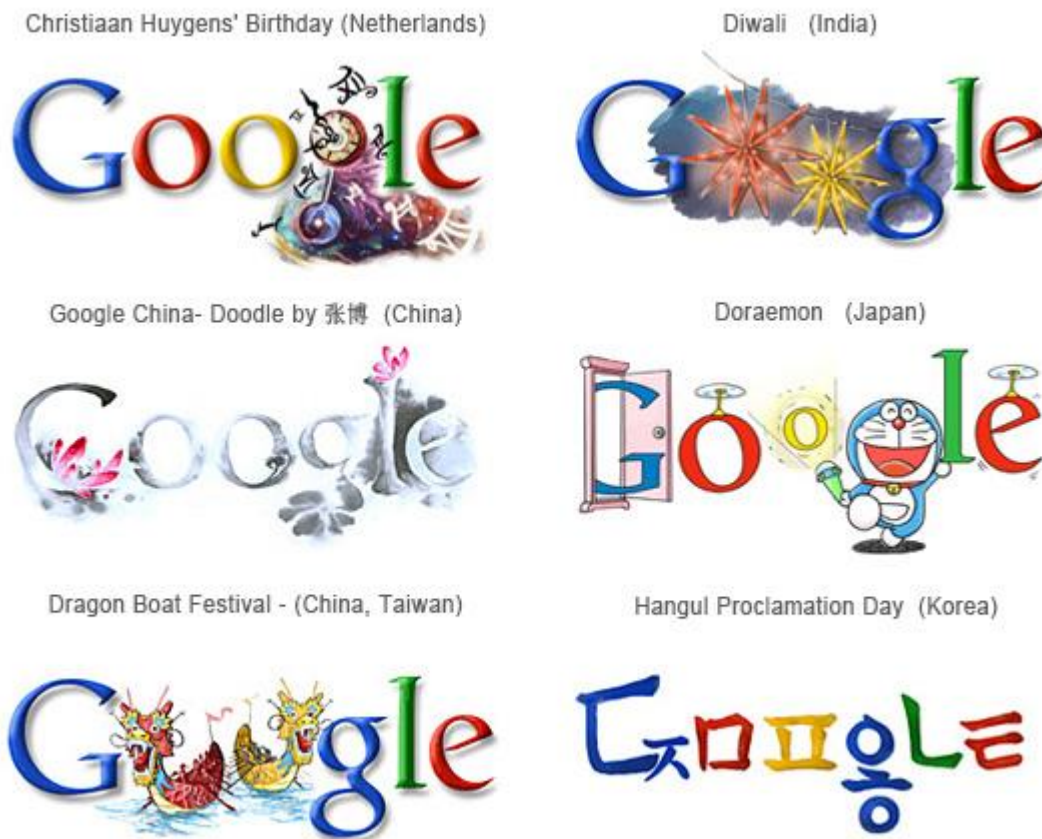 Christiaan Huygens' Birthday (Netherlands)
Google
Diwali (India)
Google
Google China- Doodle by 张博 (China)
Google
Doraemon (Japan)
Google
Dragon Boat Festival - (China, Taiwan)
Google
Hangul Proclamation Day (Korea)
ㄷㅈㅁㅍㅎㄴㅌ